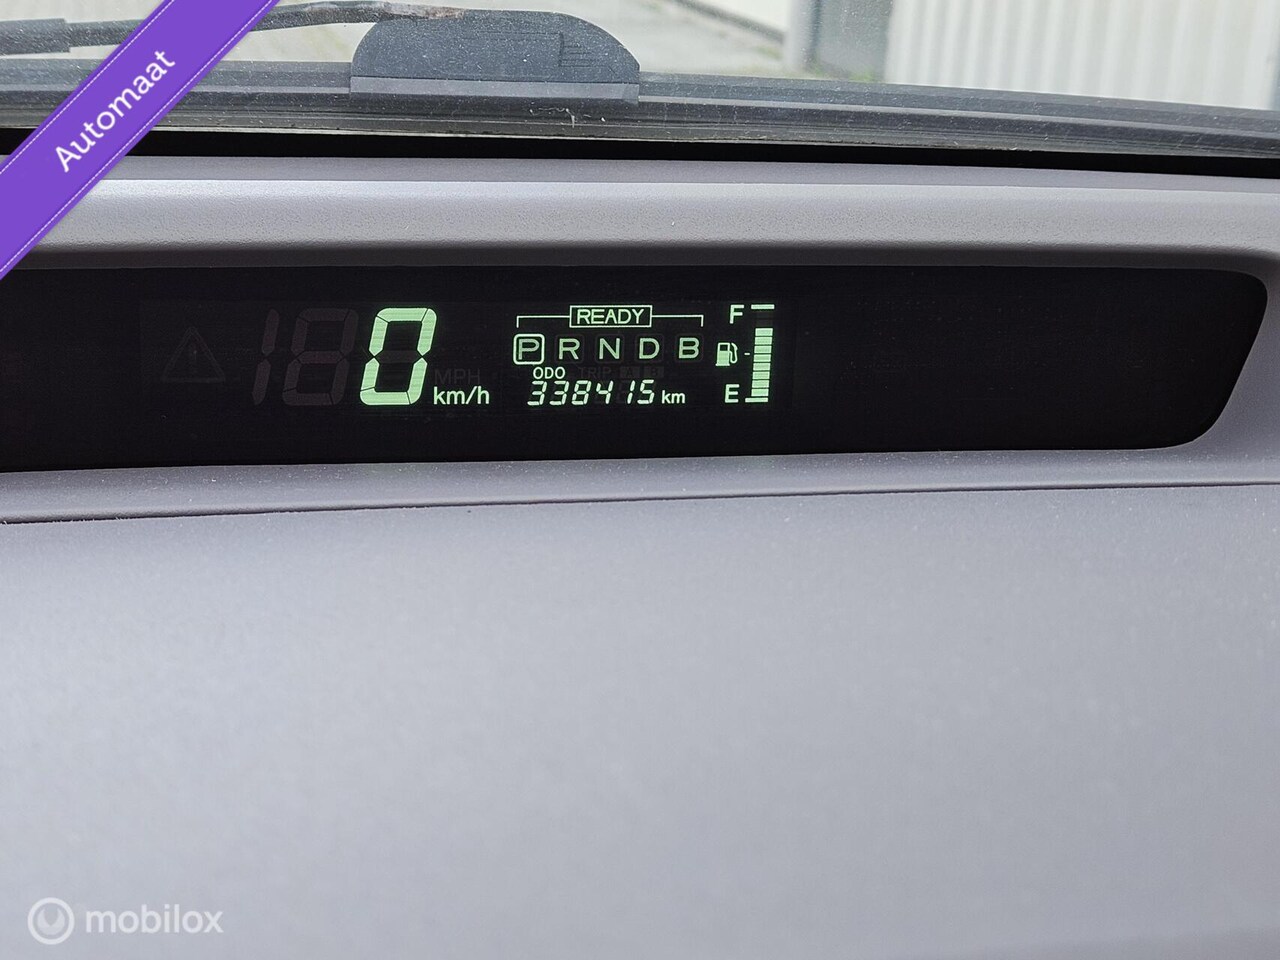 Automaat
READY
F
P R N D B
0
MPH
km/h
TRIP A B
ODO
338415 km
E
mobilox